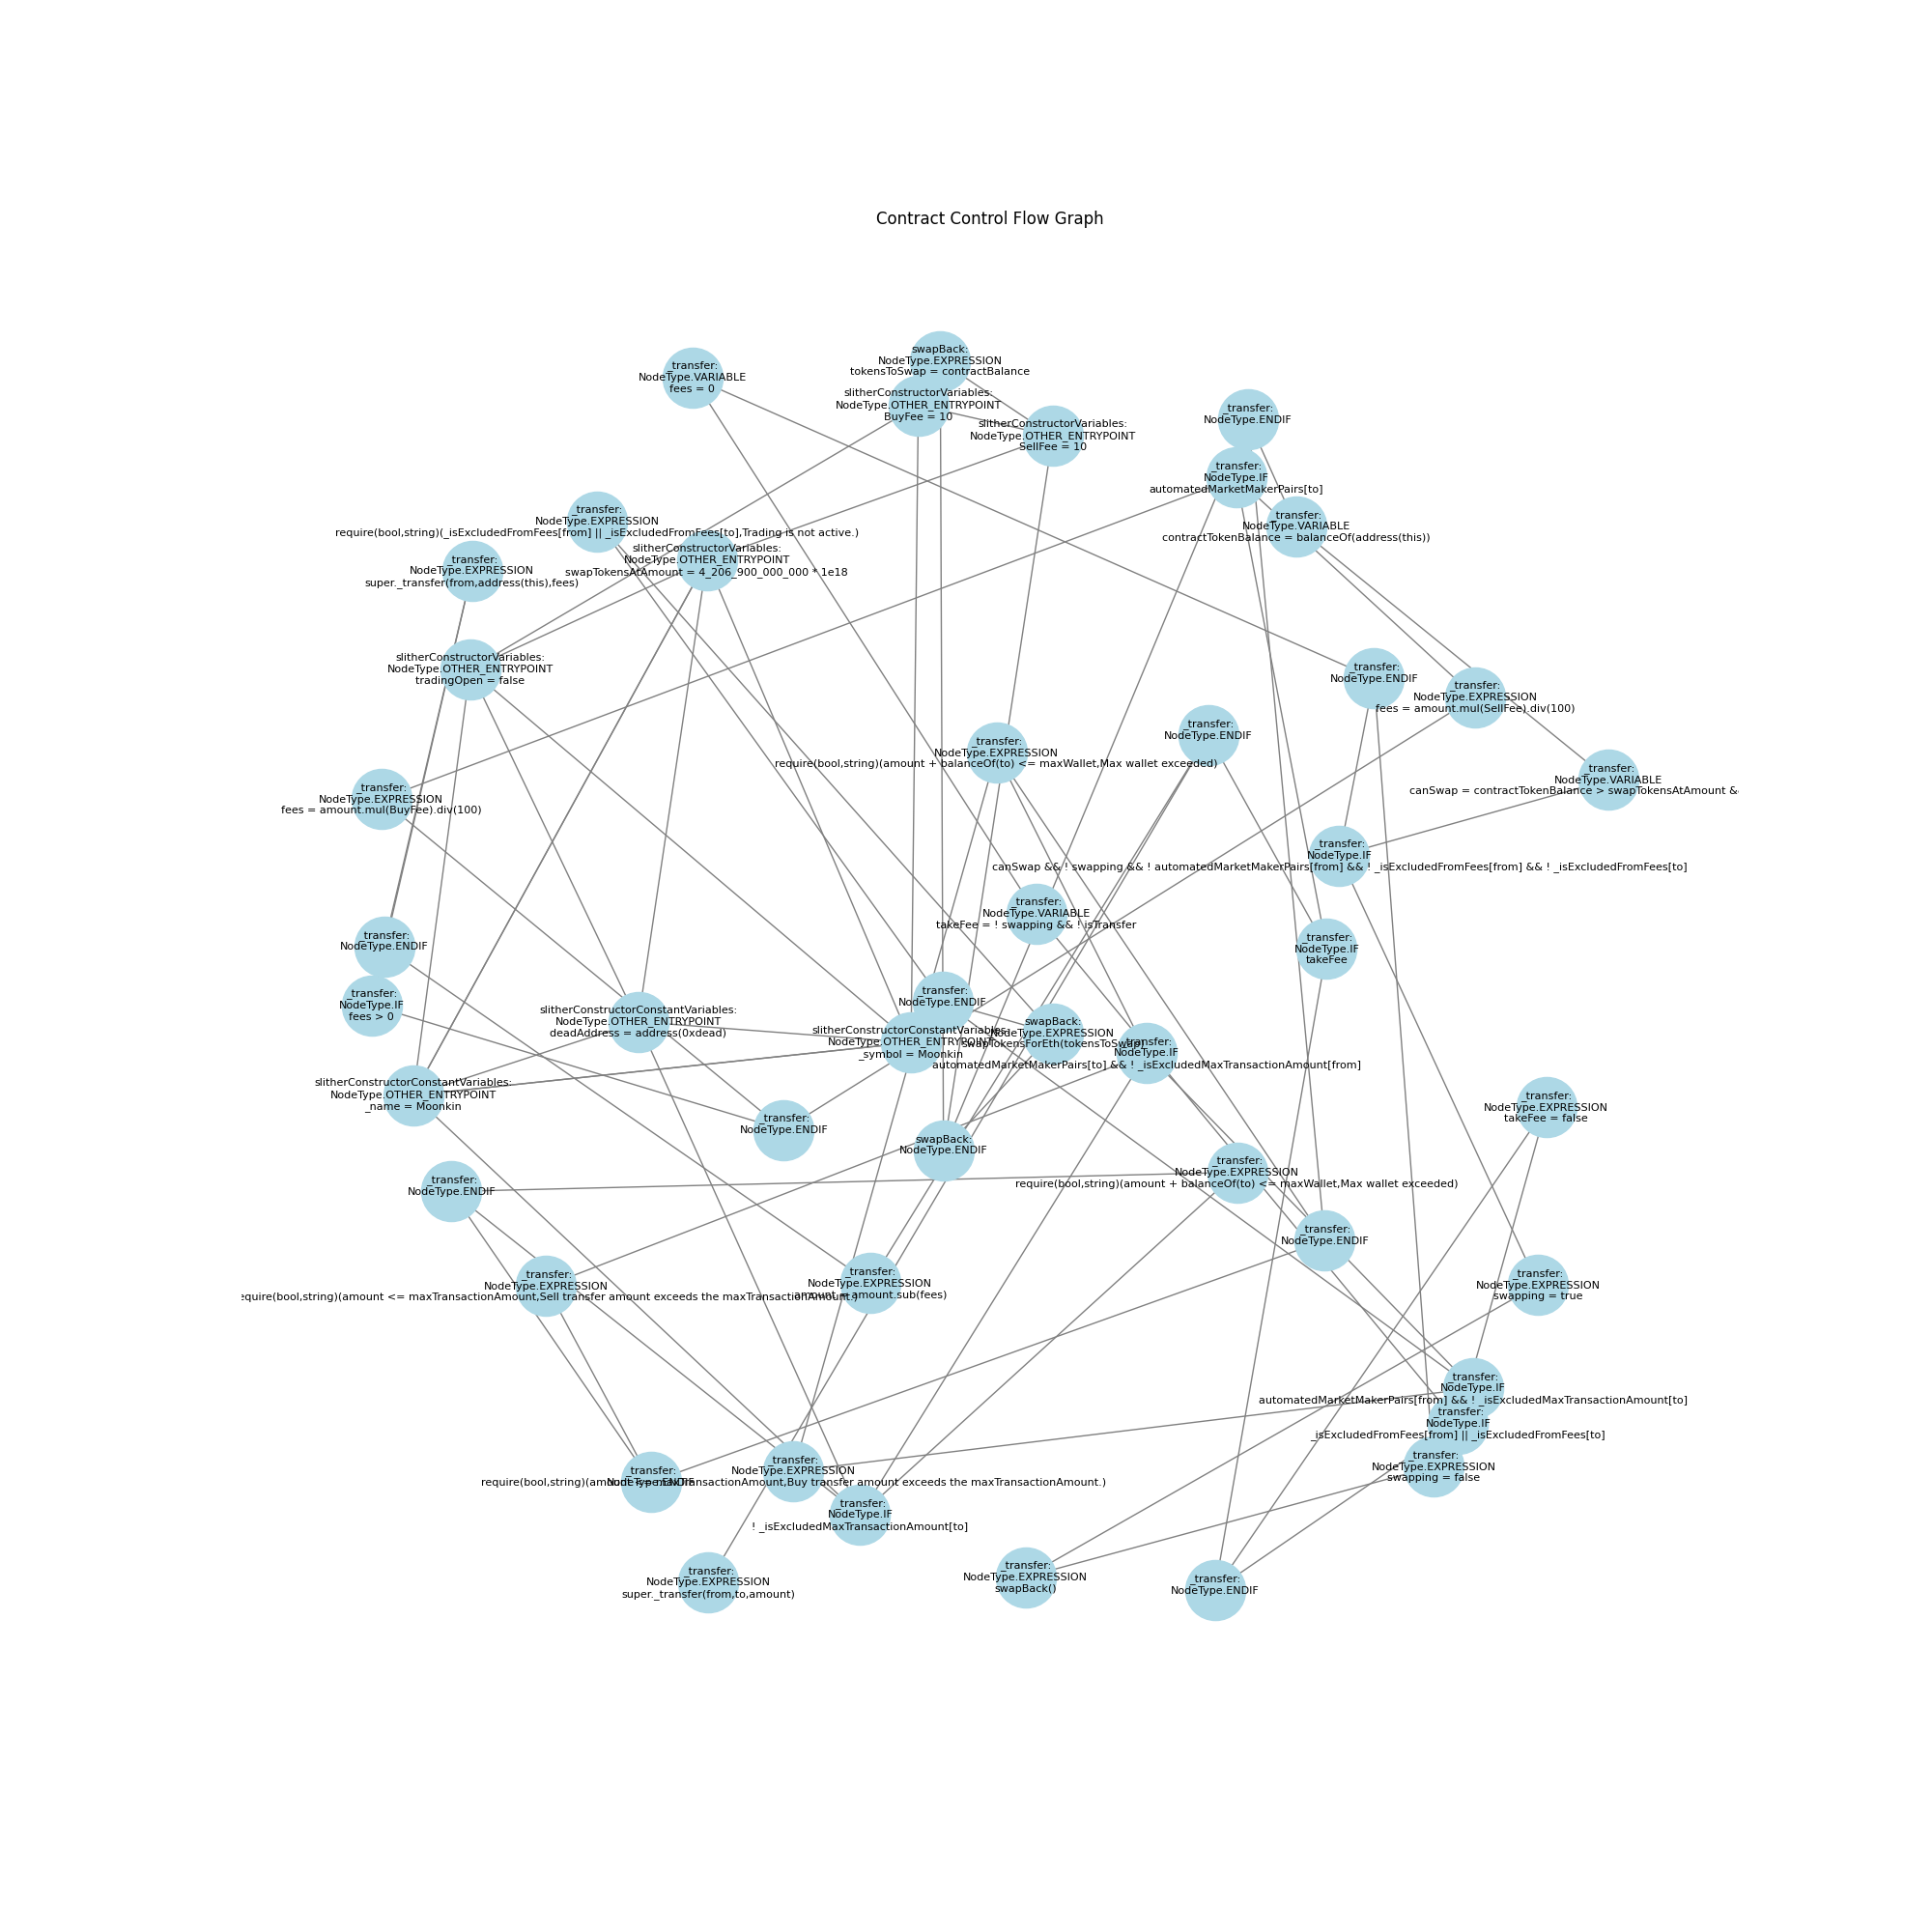 Contract Control Flow Graph
swapBack:
NodeType.EXPRESSION
tokensToSwap = contractBalance
_transfer:
NodeType.VARIABLE
fees = 0
slitherConstructorVariables:
NodeType.OTHER_ENTRYPOINT
BuyFee = 10
slitherConstructorVariables:
NodeType.OTHER_ENTRYPOINT
SellFee = 10
_transfer:
NodeType.ENDIF
_transfer:
NodeType.IF
automatedMarketMakerPairs[to]
_transfer:
NodeType.VARIABLE
contractTokenBalance = balanceOf(address(this))
_transfer:
NodeType.EXPRESSION
require(bool,string)(_isExcludedFromFees[from] || _isExcludedFromFees[to],Trading is not active.)
slitherConstructorVariables:
NodeType.OTHER_ENTRYPOINT
swapTokensAtAmount = 4_206_900_000_000 * 1e18
_transfer:
NodeType.EXPRESSION
super._transfer(from,address(this),fees)
slitherConstructorVariables:
NodeType.OTHER_ENTRYPOINT
tradingOpen = false
_transfer:
NodeType.ENDIF
_transfer:
NodeType.EXPRESSION
fees = amount.mul(SellFee).div(100)
_transfer:
NodeType.ENDIF
_transfer:
NodeType.EXPRESSION
require(bool,string)(amount + balanceOf(to) <= maxWallet,Max wallet exceeded)
_transfer:
NodeType.VARIABLE
canSwap = contractTokenBalance > swapTokensAtAmount &
_transfer:
NodeType.EXPRESSION
fees = amount.mul(BuyFee).div(100)
_transfer:
NodeType.IF
canSwap && ! swapping && ! automatedMarketMakerPairs[from] && ! _isExcludedFromFees[from] && ! _isExcludedFromFees[to]
_transfer:
NodeType.VARIABLE
takeFee = ! swapping && ! isTransfer
_transfer:
NodeType.ENDIF
_transfer:
NodeType.IF
takeFee
_transfer:
NodeType.IF
fees > 0
_transfer:
NodeType.ENDIF
slitherConstructorConstantVariables:
NodeType.OTHER_ENTRYPOINT
deadAddress = address(0xdead)
slitherConstructorConstantVariables:
NodeType.OTHER_ENTRYPOINT
_symbol = Moonkin
swapBack:
NodeType.EXPRESSION
swapTokensForEth(tokensToSwap)
_transfer:
NodeType.IF
automatedMarketMakerPairs[to] && ! _isExcludedMaxTransactionAmount[from]
slitherConstructorConstantVariables:
NodeType.OTHER_ENTRYPOINT
_name = Moonkin
_transfer:
NodeType.EXPRESSION
takeFee = false
_transfer:
NodeType.ENDIF
swapBack:
NodeType.ENDIF
_transfer:
NodeType.EXPRESSION
require(bool,string)(amount + balanceOf(to) <= maxWallet,Max wallet exceeded)
_transfer:
NodeType.ENDIF
_transfer:
NodeType.ENDIF
_transfer:
NodeType.EXPRESSION
equire(bool,string)(amount <= maxTransactionAmount,Sell transfer amount exceeds the maxTransactionAmount.)
_transfer:
NodeType.EXPRESSION
amount = amount.sub(fees)
_transfer:
NodeType.EXPRESSION
swapping = true
_transfer:
NodeType.IF
automatedMarketMakerPairs[from] && ! _isExcludedMaxTransactionAmount[to]
_transfer:
NodeType.IF
_isExcludedFromFees[from] || _isExcludedFromFees[to]
_transfer:
NodeType.EXPRESSION
swapping = false
_transfer:
NodeType.ENDIF
_transfer:
NodeType.EXPRESSION
require(bool,string)(amount <= maxTransactionAmount,Buy transfer amount exceeds the maxTransactionAmount.)
_transfer:
NodeType.IF
! _isExcludedMaxTransactionAmount[to]
_transfer:
NodeType.EXPRESSION
super._transfer(from,to,amount)
_transfer:
NodeType.EXPRESSION
swapBack()
_transfer:
NodeType.ENDIF